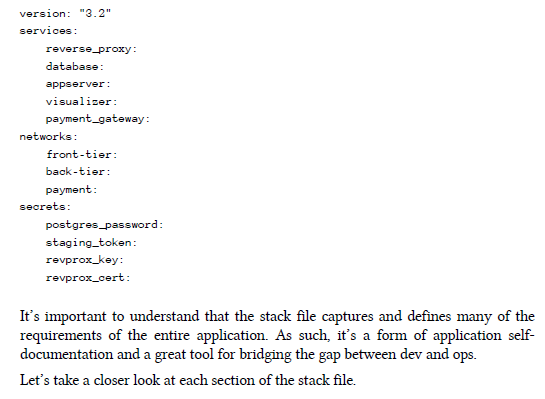 version: "3.2"
services:
    reverse_proxy:
    database:
    appserver:
    visualizer:
    payment_gateway:
networks:
    front-tier:
    back-tier:
    payment:
secrets:
    postgres_password:
    staging_token:
    revprox_key:
    revprox_cert:
It's important to understand that the stack file captures and defines many of the
requirements of the entire application. As such, it's a form of application self-
documentation and a great tool for bridging the gap between dev and ops.
Let's take a closer look at each section of the stack file.